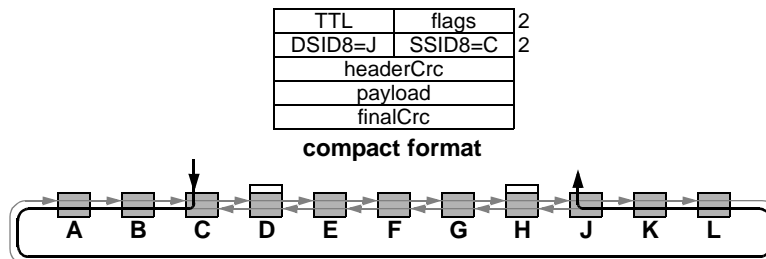 TTL flags 2
DSID8=J SSID8=C 2
headerCrc
payload
finalCrc
compact format
A B C D E F G H J K L